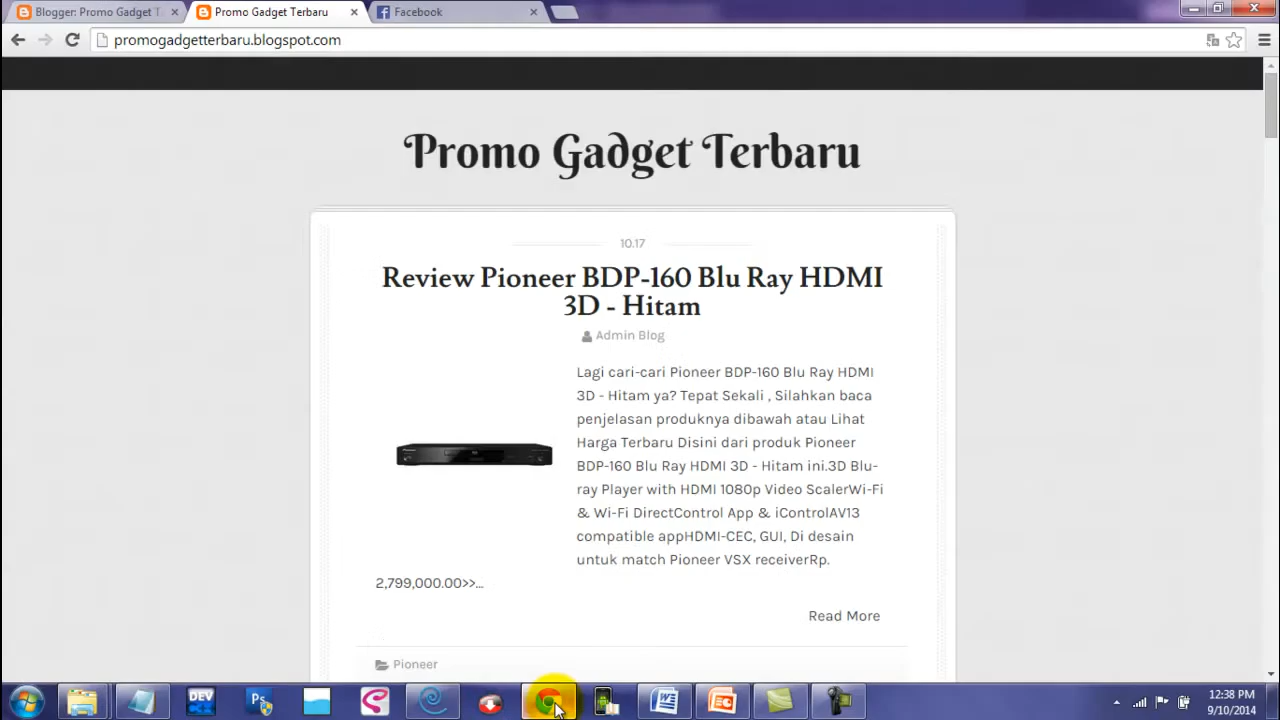 Blogger: Promo Gadget T
Promo Gadget Terbaru
Facebook
promogadgetterbaru.blogspot.com
Promo Gadget Terbaru
10.17
Review Pioneer BDP-160 Blu Ray HDMI
3D - Hitam
Admin Blog
Lagi cari-cari Pioneer BDP-160 Blu Ray HDMI
3D - Hitam ya? Tepat Sekali , Silahkan baca
penjelasan produknya dibawah atau Lihat
Harga Terbaru Disini dari produk Pioneer
BDP-160 Blu Ray HDMI 3D - Hitam ini.3D Blu-
ray Player with HDMI 1080p Video ScalerWi-Fi
& Wi-Fi DirectControl App & iControlAV13
compatible appHDMI-CEC, GUI, Di desain
untuk match Pioneer VSX receiverRp.
2,799,000.00>>...
Read More
Pioneer
DEV
12:38 PM
9/10/2014